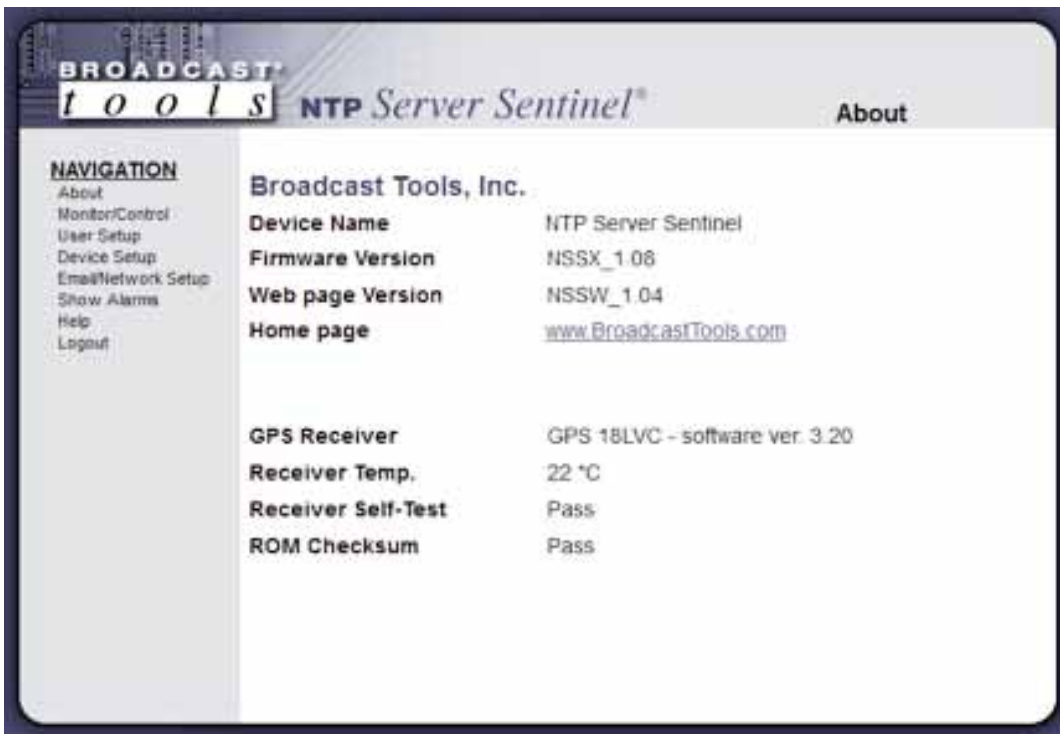 BROADCAST®
tools NTP Server Sentinel® About
NAVIGATION
About
Monitor/Control
User Setup
Device Setup
Email/Network Setup
Show Alarms
Help
Logout
Broadcast Tools, Inc.
Device Name NTP Server Sentinel
Firmware Version NSSX_1.08
Web page Version NSSW_1.04
Home page www.BroadcastTools.com
GPS Receiver GPS 18LVC - software ver. 3.20
Receiver Temp. 22 °C
Receiver Self-Test Pass
ROM Checksum Pass